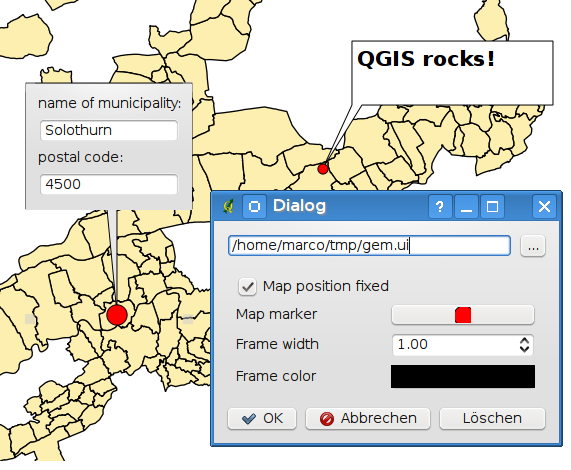 QGIS rocks!
name of municipality:
Solothurn
postal code:
4500
Dialog
/home/marco/tmp/gem.ui
...
Map position fixed
Map marker
Frame width
1.00
Frame color
OK
Abbrechen
Löschen